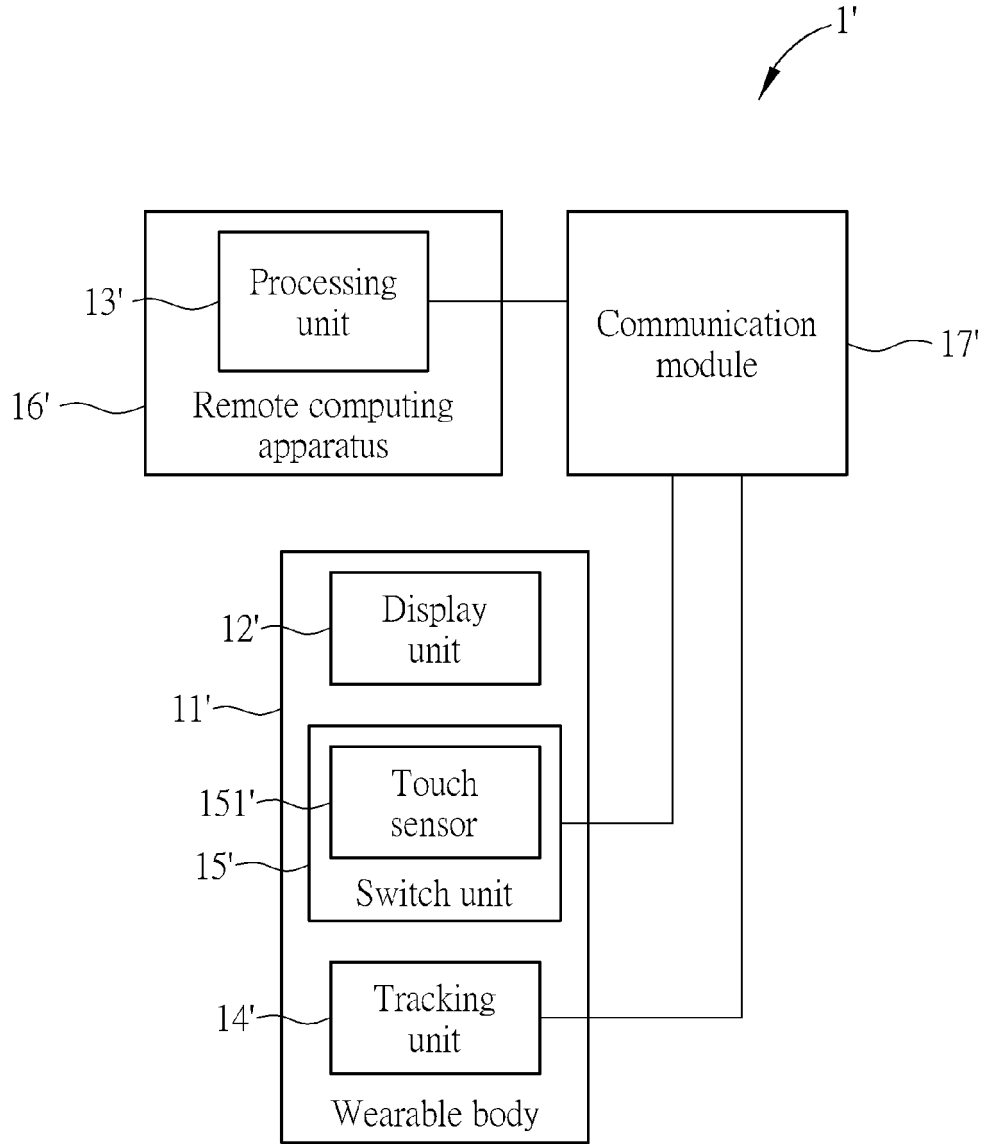 1'
Processing
unit
13'
Communication
module
17'
16'
Remote computing
apparatus
Display
unit
12'
11'
Touch
sensor
151'
15'
Switch unit
Tracking
unit
14'
Wearable body